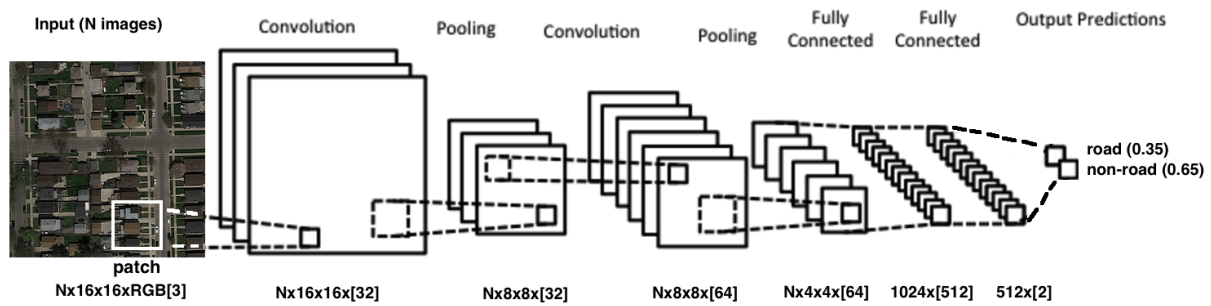 Input (N images)
Convolution
Pooling
Convolution
Pooling
Fully
Connected
Fully
Connected
Output Predictions
road (0.35)
non-road (0.65)
patch
Nx16x16xRGB[3]
Nx16x16x[32]
Nx8x8x[32]
Nx8x8x[64]
Nx4x4x[64]
1024x[512]
512x[2]